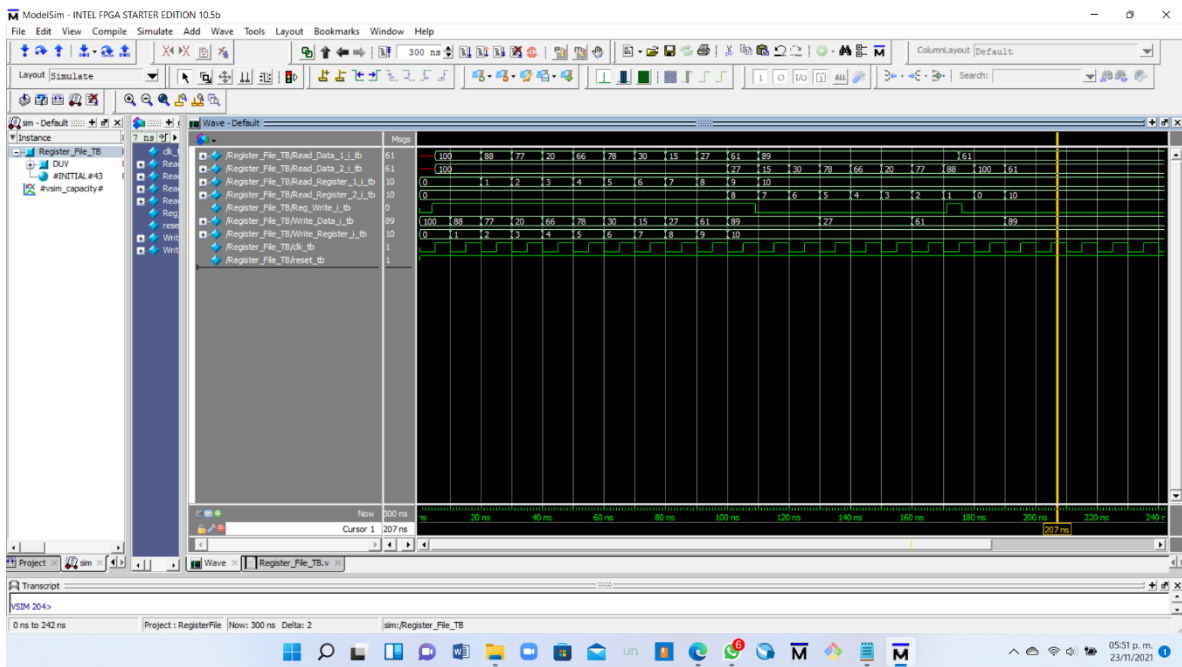 ModelSim - INTEL FPGA STARTER EDITION 10.5b
File Edit View Compile Simulate Add Wave Tools Layout Bookmarks Window Help
300 ns
ColumnLayout Default
Layout Simulate
Search:
sim - Default
Wave - Default
Instance
7 ns
Msgs
Register_File_TB
DUV
#INITIAL#43
#vsim_capacity#
/Register_File_TB/Read_Data_1_i_tb 61 100 88 77 20 66 78 30 15 27 61 89 61
/Register_File_TB/Read_Data_2_i_tb 61 100 27 15 30 78 66 20 77 88 100 61
/Register_File_TB/Read_Register_1_i_tb 10 0 1 2 3 4 5 6 7 8 9 10
/Register_File_TB/Read_Register_2_i_tb 10 0 8 7 6 5 4 3 2 1 0 10
/Register_File_TB/Reg_Write_i_tb 0
/Register_File_TB/Write_Data_i_tb 89 100 88 77 20 66 78 30 15 27 61 89 27 61 89
/Register_File_TB/Write_Register_i_tb 10 0 1 2 3 4 5 6 7 8 9 10
/Register_File_TB/clk_tb 1
/Register_File_TB/reset_tb 1
Now 300 ns
ns 20 ns 40 ns 60 ns 80 ns 100 ns 120 ns 140 ns 160 ns 180 ns 200 ns 220 ns 240 n
Cursor 1 207 ns
207 ns
Project sim Wave Register_File_TB.v
Transcript
VSIM 204>
0 ns to 242 ns Project : RegisterFile Now: 300 ns Delta: 2 sim:/Register_File_TB
6
05:51 p. m.
23/11/2021
1